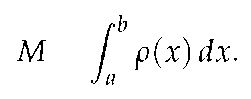 M ∫_a^b ρ(x) dx.